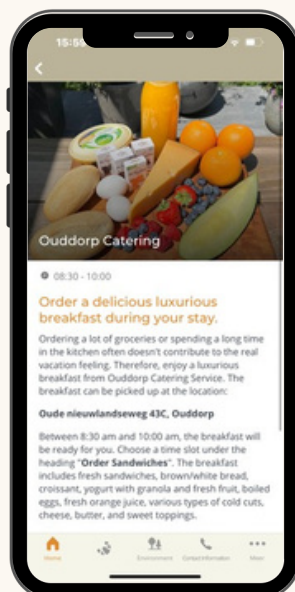 15:59
Ouddorp Catering
08:30 - 10:00
Order a delicious luxurious
breakfast during your stay.
Ordering a lot of groceries or spending a long time
in the kitchen often doesn't contribute to the real
vacation feeling. Therefore, enjoy a luxurious
breakfast from Ouddorp Catering Service. The
breakfast can be picked up at the location:
Oude nieuwlandseweg 43C, Ouddorp
Between 8:30 am and 10:00 am, the breakfast will
be ready for you. Choose a time slot under the
heading "Order Sandwiches". The breakfast
includes fresh sandwiches, brown/white bread,
croissant, yogurt with granola and fresh fruit, boiled
eggs, fresh orange juice, various types of cold cuts,
cheese, butter, and sweet toppings.
Home
Environment
Contact information